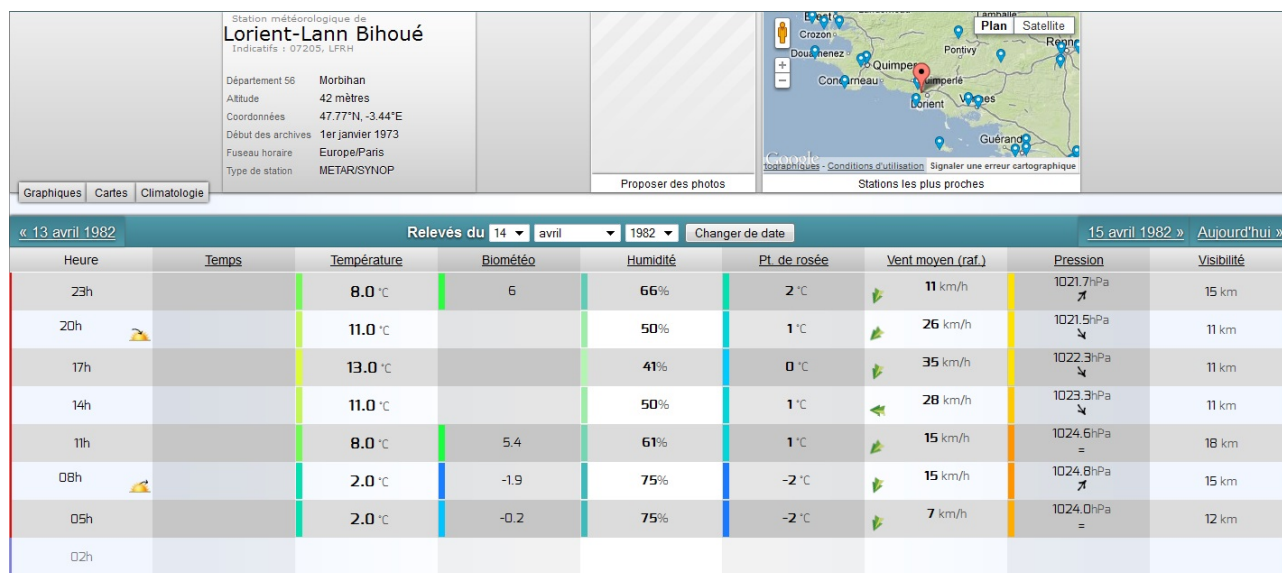 Station météorologique de
Lorient-Lann Bihoué
Indicatifs : 07205, LFRH
Département 56 Morbihan
Altitude 42 mètres
Coordonnées 47.77°N, -3.44°E
Début des archives 1er janvier 1973
Fuseau horaire Europe/Paris
Type de station METAR/SYNOP
Graphiques Cartes Climatologie
Proposer des photos
Plan Satellite
Crozon
Pontivy
Quimper
Lorient
Guérand
Google
Conditions d'utilisation Signaler une erreur cartographique
Stations les plus proches
« 13 avril 1982 Relevés du 14 avril 1982 Changer de date 15 avril 1982 » Aujourd'hui »
Heure Temps Température Biométéo Humidité Pt. de rosée Vent moyen (raf.) Pression Visibilité
23h 8.0 °C 6 66% 2 °C 11 km/h 1021.7hPa 15 km
20h 11.0 °C 50% 1 °C 26 km/h 1021.5hPa 11 km
17h 13.0 °C 41% 0 °C 35 km/h 1022.3hPa 11 km
14h 11.0 °C 50% 1 °C 28 km/h 1023.3hPa 11 km
11h 8.0 °C 5.4 61% 1 °C 15 km/h 1024.6hPa = 18 km
08h 2.0 °C -1.9 75% -2 °C 15 km/h 1024.8hPa 15 km
05h 2.0 °C -0.2 75% -2 °C 7 km/h 1024.0hPa = 12 km
02h